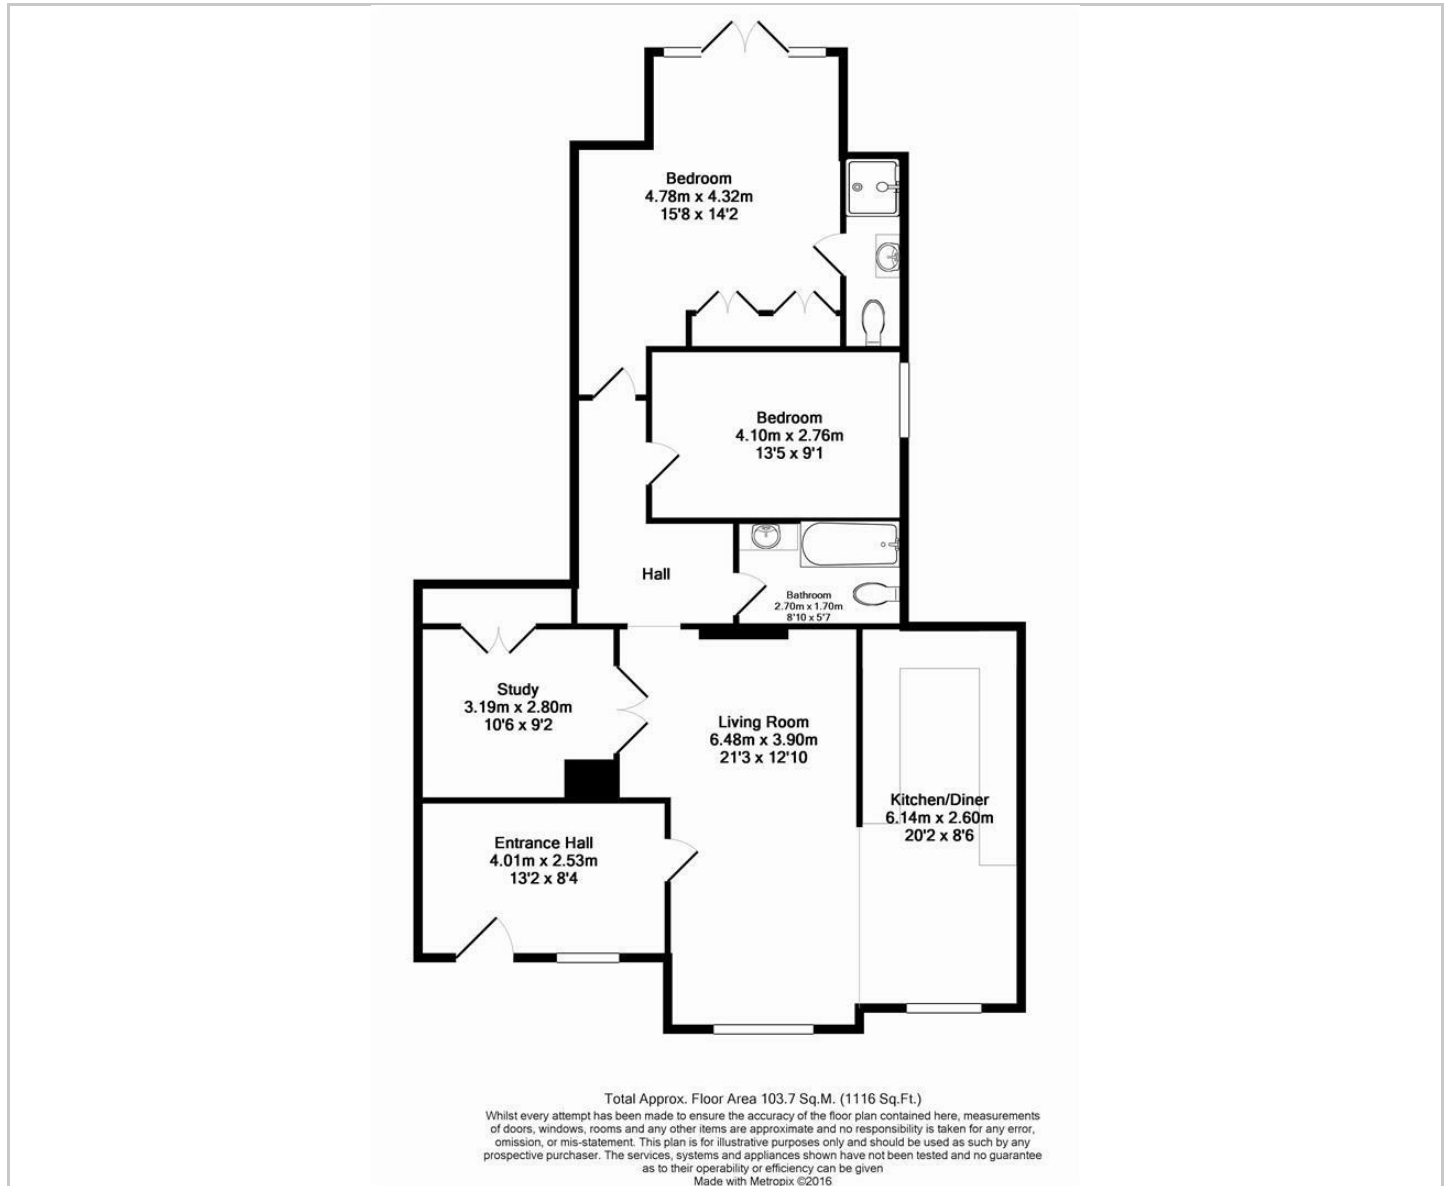 Bedroom
4.78m x 4.32m
15'8 x 14'2
Bedroom
4.10m x 2.76m
13'5 x 9'1
Hall
Bathroom
2.70m x 1.70m
8'10 x 5'7
Study
3.19m x 2.80m
10'6 x 9'2
Living Room
6.48m x 3.90m
21'3 x 12'10
Kitchen/Diner
6.14m x 2.60m
20'2 x 8'6
Entrance Hall
4.01m x 2.53m
13'2 x 8'4
Total Approx. Floor Area 103.7 Sq.M. (1116 Sq.Ft.)
Whilst every attempt has been made to ensure the accuracy of the floor plan contained here, measurements
of doors, windows, rooms and any other items are approximate and no responsibility is taken for any error,
omission, or mis-statement. This plan is for illustrative purposes only and should be used as such by any
prospective purchaser. The services, systems and appliances shown have not been tested and no guarantee
as to their operability or efficiency can be given
Made with Metropix ©2016